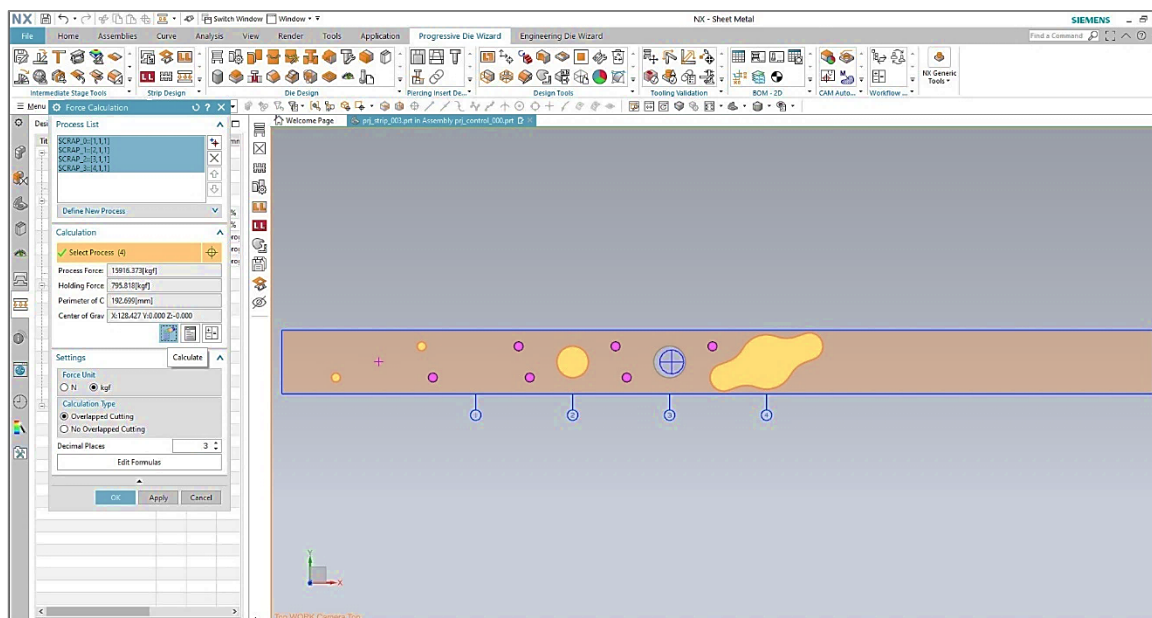 NX
Switch Window
Window
NX - Sheet Metal
SIEMENS
File
Home
Assemblies
Curve
Analysis
View
Render
Tools
Application
Progressive Die Wizard
Engineering Die Wizard
Find a Command
NX Generic
Tools
Intermediate Stage Tools
Strip Design
Die Design
Piercing Insert De...
Design Tools
Tooling Validation
BOM - 2D
CAM Auto...
Workflow ...
Menu
Force Calculation
Welcome Page
prj_strip_003.prt in Assembly prj_control_000.prt
Process List
SCRAP_0::[1,1,1]
SCRAP_1::[2,1,1]
SCRAP_2::[3,1,1]
SCRAP_3::[4,1,1]
Define New Process
Calculation
Select Process (4)
Process Force:
15916.373[kgf]
Holding Force
795.818[kgf]
Perimeter of C
192.699[mm]
Center of Grav
X:128.427 Y:0.000 Z:-0.000
Settings
Calculate
Force Unit
N
kgf
Calculation Type
Overlapped Cutting
No Overlapped Cutting
Decimal Places
3
Edit Formulas
OK
Apply
Cancel
1
2
3
4
Y
X
Top WORK Camera Top